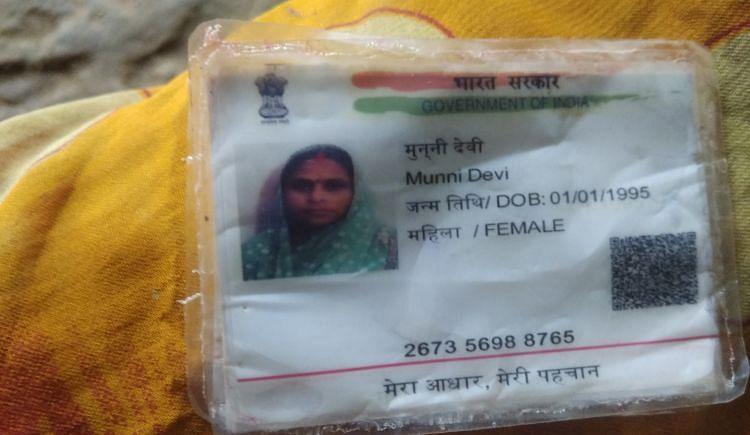 भारत सरकार
GOVERNMENT OF INDIA
मुन्नी देवी
Munni Devi
जन्म तिथि/ DOB: 01/01/1995
महिला / FEMALE
2673 5698 8765
मेरा आधार, मेरी पहचान